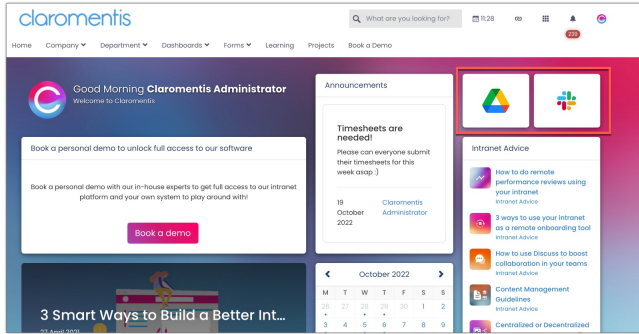 claromentis
What are you looking for?
11:28
239
Home
Company
Department
Dashboards
Forms
Learning
Projects
Book a Demo
Good Morning Claromentis Administrator
Welcome to Claromentis
Book a personal demo to unlock full access to our software
Book a personal demo with our in-house experts to get full access to our intranet
platform and your own system to play around with!
Book a demo
3 Smart Ways to Build a Better Int...
27 April 2021
Announcements
Timesheets are
needed!
Please can everyone submit
their timesheets for this
week asap :)
19
October
2022
Claromentis
Administrator
October 2022
M T W T F S S
26 27 28 29 30 1 2
3 4 5 6 7 8 9
Intranet Advice
How to do remote
performance reviews using
your intranet
Intranet Advice
3 ways to use your intranet
as a remote onboarding tool
Intranet Advice
How to use Discuss to boost
collaboration in your teams
Intranet Advice
Content Management
Guidelines
Intranet Advice
Centralized or Decentralized